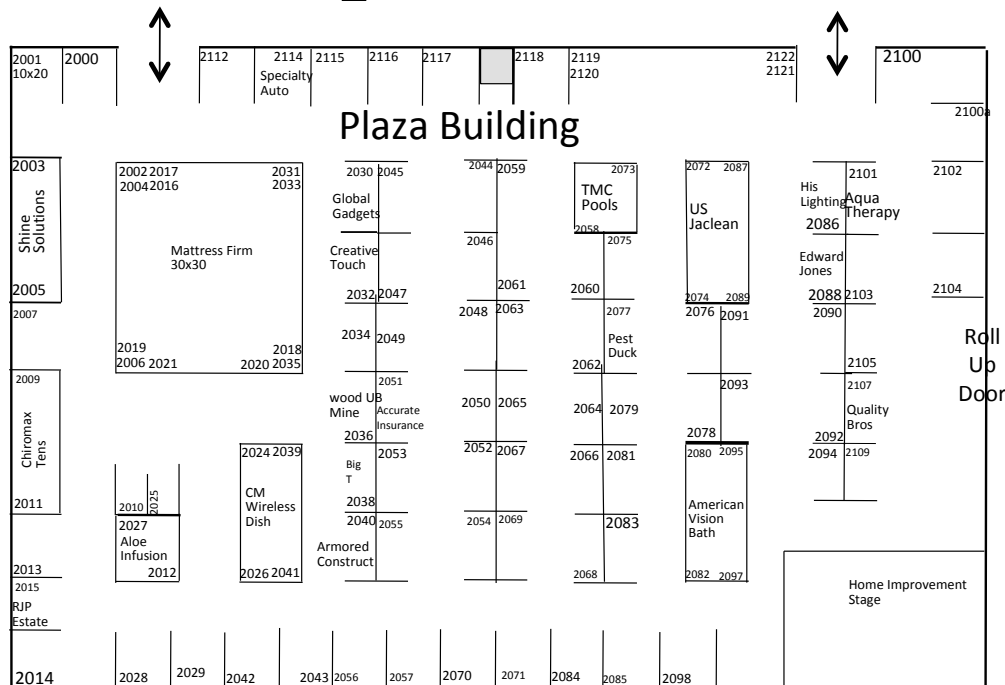 2001 2000 2112 2114 2115 2116 2117 2118 2119 2122 2100
10x20 Specialty 2120 2121
Auto
2100a
Plaza Building
2003 2002 2017 2031 2030 2045 2044 2059 2073 2072 2087 2101 2102
2004 2016 2033
Shine
Solutions
Global
Gadgets
TMC
Pools
US
Jaclean
His
Lighting
2086
Aqua
Therapy
2058 2075
Mattress Firm
30x30
Creative
Touch
2046
Edward
Jones
2005 2032 2047 2061 2060 2074 2089 2088 2103 2104
2007 2048 2063 2077 2076 2091 2090
2034 2049
Pest
Duck
Roll
Up
Door
2019 2018
2006 2021 2020 2035 2062 2105
2009 2051 2093 2107
wood UB
Mine
2036
Accurate
Insurance
2050 2065 2064 2079
Quality
Bros
2078 2092
Chiromax
Tens
2024 2039 2053 2052 2067 2066 2081 2080 2095 2094 2109
Big
T
2038
2011 2010 2025
CM
Wireless
Dish
American
Vision
Bath
2027 2040 2055 2054 2069 2083
Aloe
Infusion
2012
Armored
Construct
2013 2026 2041 2068 2082 2097
2015
RJP
Estate
Home Improvement
Stage
2014 2028 2029 2042 2043 2056 2057 2070 2071 2084 2085 2098